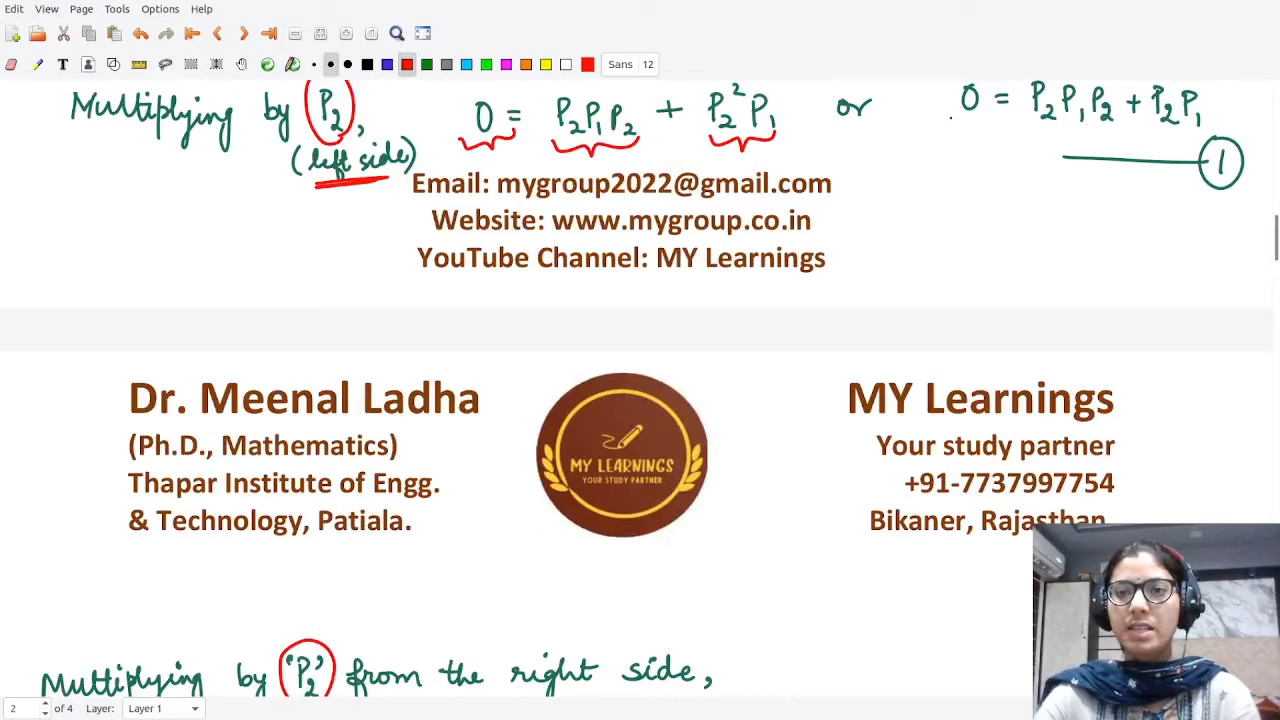 Edit View Page Tools Options Help
Sans 12
Multiplying by P₂, 0 = P₂P₁P₂ + P₂²P₁ or 0 = P₂P₁P₂ + P₂P₁
(left side) 1
Email: mygroup2022@gmail.com
Website: www.mygroup.co.in
YouTube Channel: MY Learnings
Dr. Meenal Ladha
(Ph.D., Mathematics)
Thapar Institute of Engg.
& Technology, Patiala.
MY LEARNINGS
YOUR STUDY PARTNER
MY Learnings
Your study partner
+91-7737997754
Bikaner, Rajasthan
Multiplying by 'P₂' from the right side,
2 of 4 Layer: Layer 1